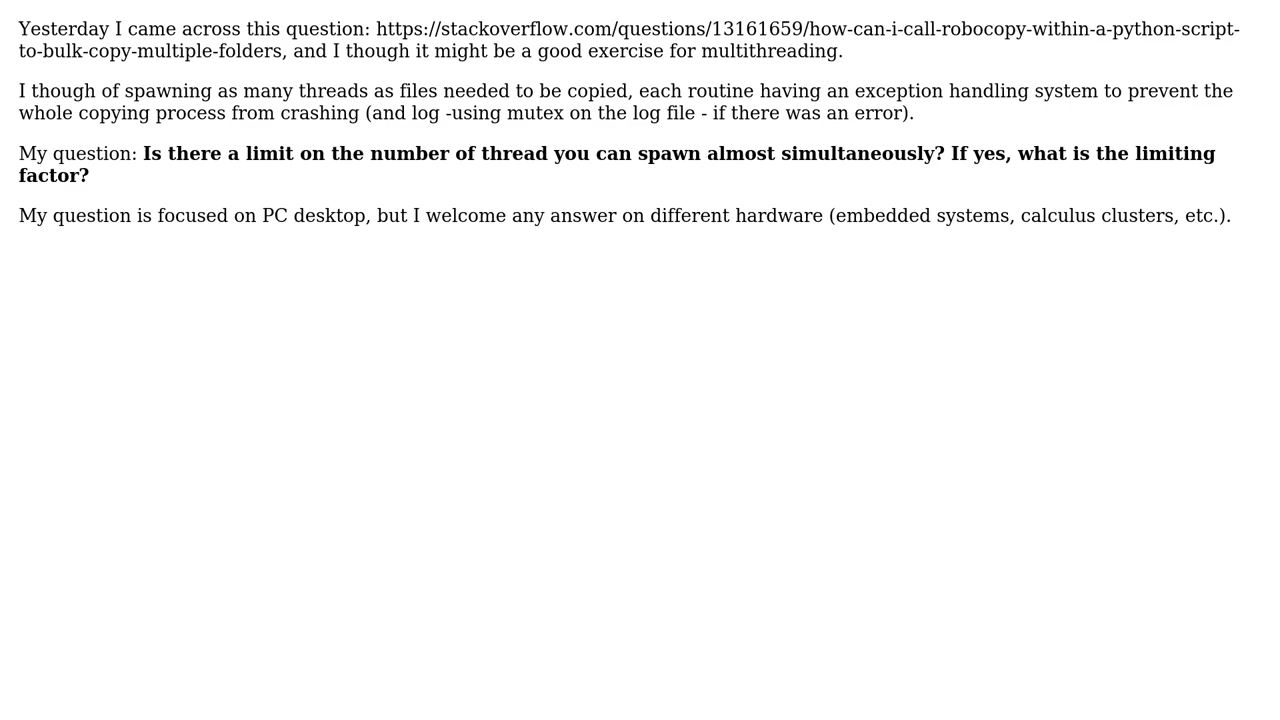 Yesterday I came across this question: https://stackoverflow.com/questions/13161659/how-can-i-call-robocopy-within-a-python-script-
to-bulk-copy-multiple-folders, and I though it might be a good exercise for multithreading.
I though of spawning as many threads as files needed to be copied, each routine having an exception handling system to prevent the
whole copying process from crashing (and log -using mutex on the log file - if there was an error).
My question: Is there a limit on the number of thread you can spawn almost simultaneously? If yes, what is the limiting
factor?
My question is focused on PC desktop, but I welcome any answer on different hardware (embedded systems, calculus clusters, etc.).